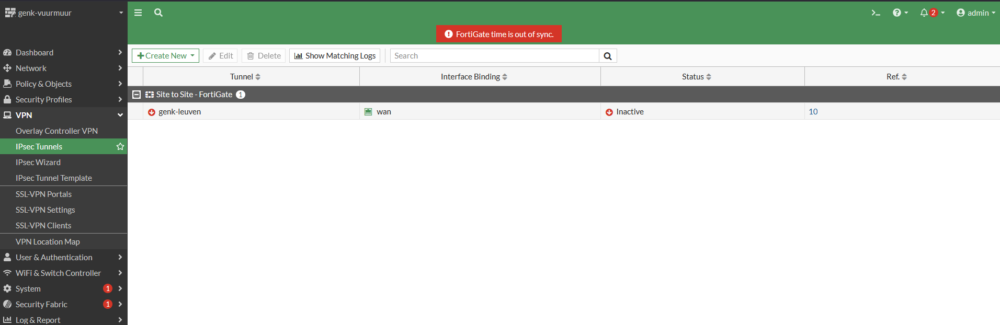 genk-vuurmuur
2
admin
FortiGate time is out of sync.
Dashboard
Network
Policy & Objects
Security Profiles
VPN
Overlay Controller VPN
IPsec Tunnels
IPsec Wizard
IPsec Tunnel Template
SSL-VPN Portals
SSL-VPN Settings
SSL-VPN Clients
VPN Location Map
User & Authentication
WiFi & Switch Controller
System 1
Security Fabric 1
Log & Report
Create New Edit Delete Show Matching Logs Search
Tunnel Interface Binding Status Ref.
Site to Site - FortiGate 1
genk-leuven wan Inactive 10